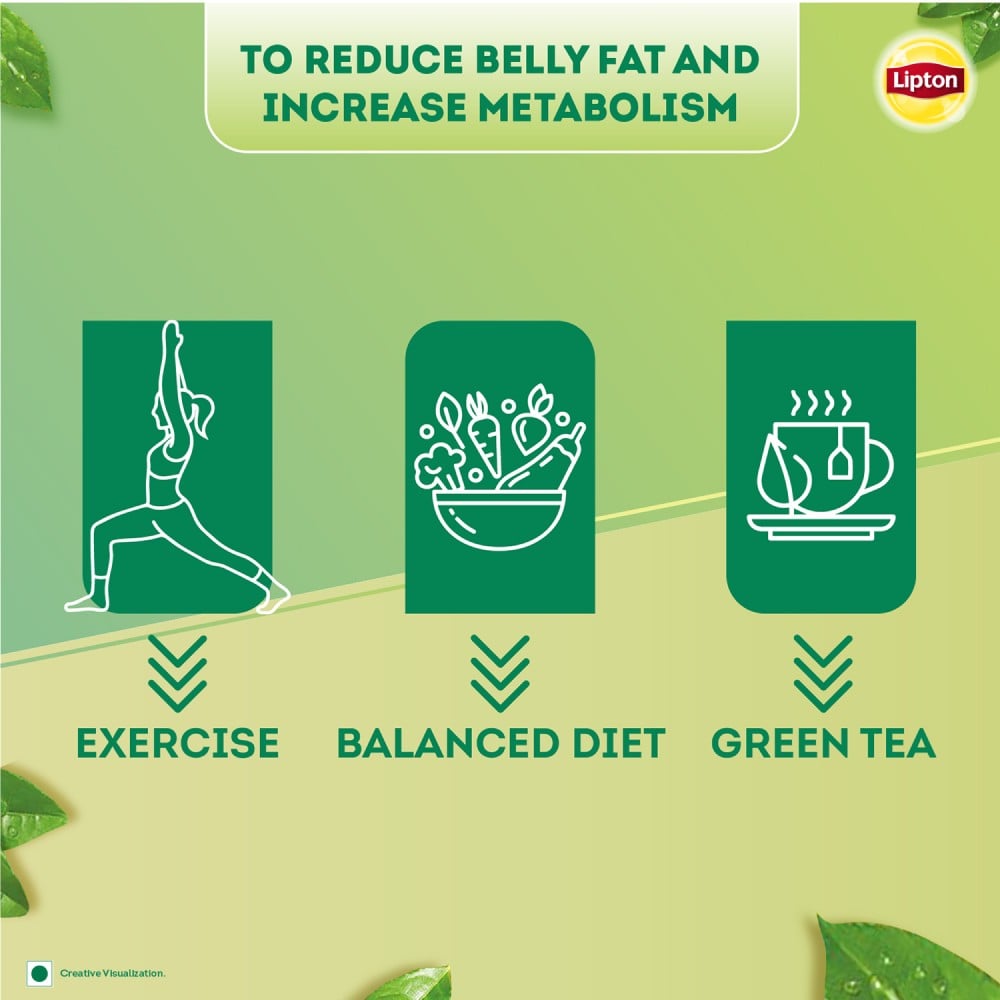 TO REDUCE BELLY FAT AND
INCREASE METABOLISM
Lipton
EXERCISE
BALANCED DIET
GREEN TEA
Creative Visualization.